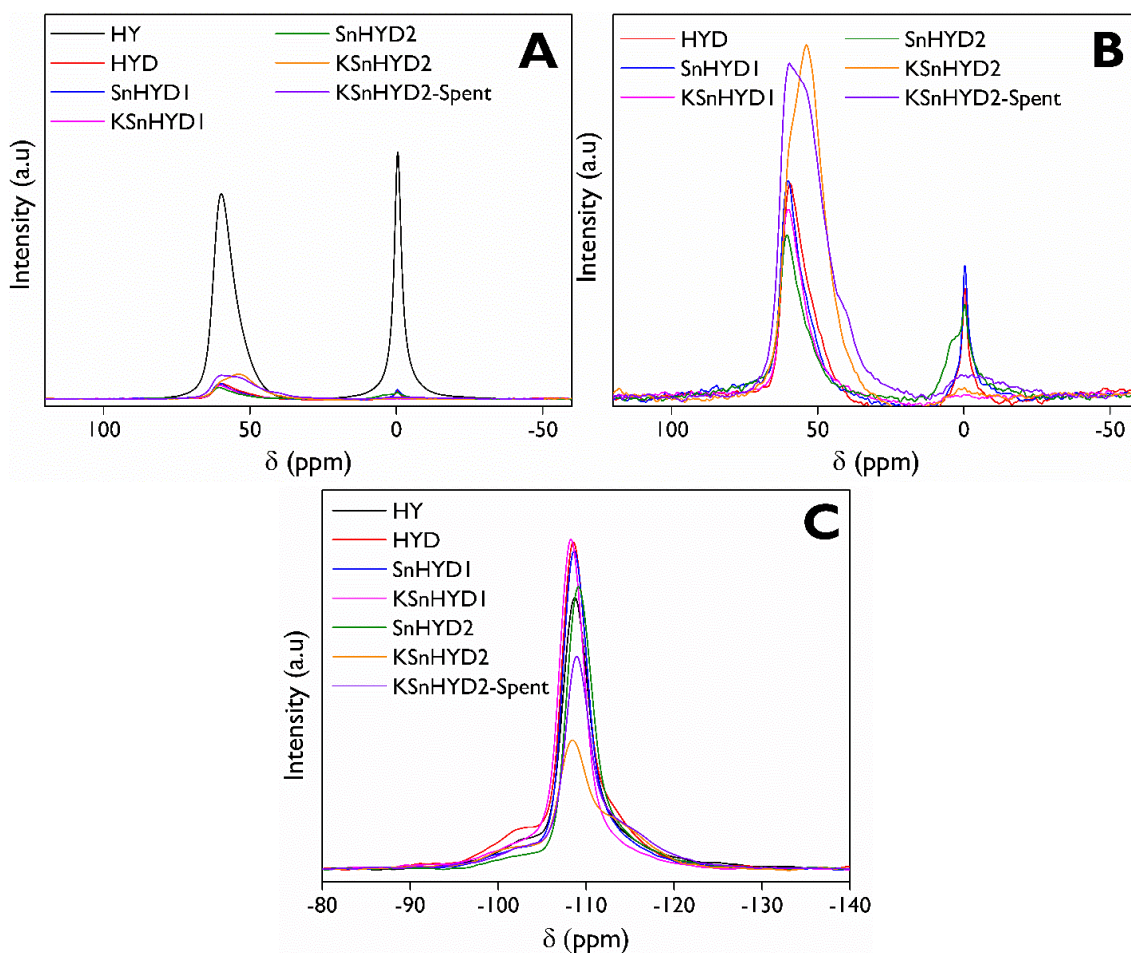 A
HY
HYD
SnHYD1
KSnHYD1
SnHYD2
KSnHYD2
KSnHYD2-Spent
Intensity (a.u)
100 50 0 -50
δ (ppm)
B
HYD
SnHYD1
KSnHYD1
SnHYD2
KSnHYD2
KSnHYD2-Spent
Intensity (a.u)
100 50 0 -50
δ (ppm)
C
HY
HYD
SnHYD1
KSnHYD1
SnHYD2
KSnHYD2
KSnHYD2-Spent
Intensity (a.u)
-80 -90 -100 -110 -120 -130 -140
δ (ppm)